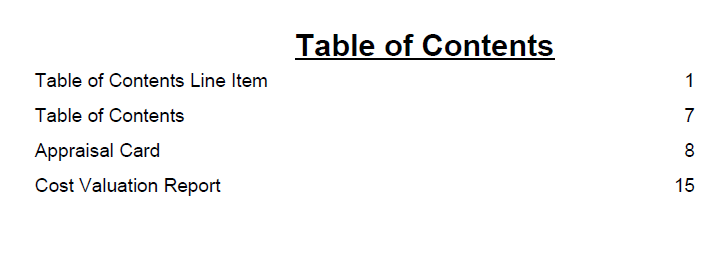 Table of Contents
Table of Contents Line Item 1
Table of Contents 7
Appraisal Card 8
Cost Valuation Report 15